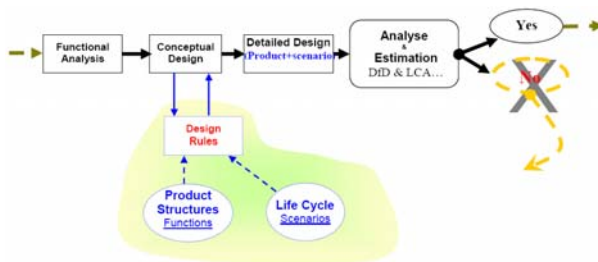 Functional
Analysis
Conceptual
Design
Detailed Design
(Product+scenario)
Analyse
&
Estimation
DfD & LCA...
Yes
No
Design
Rules
Product
Structures
Functions
Life Cycle
Scenarios